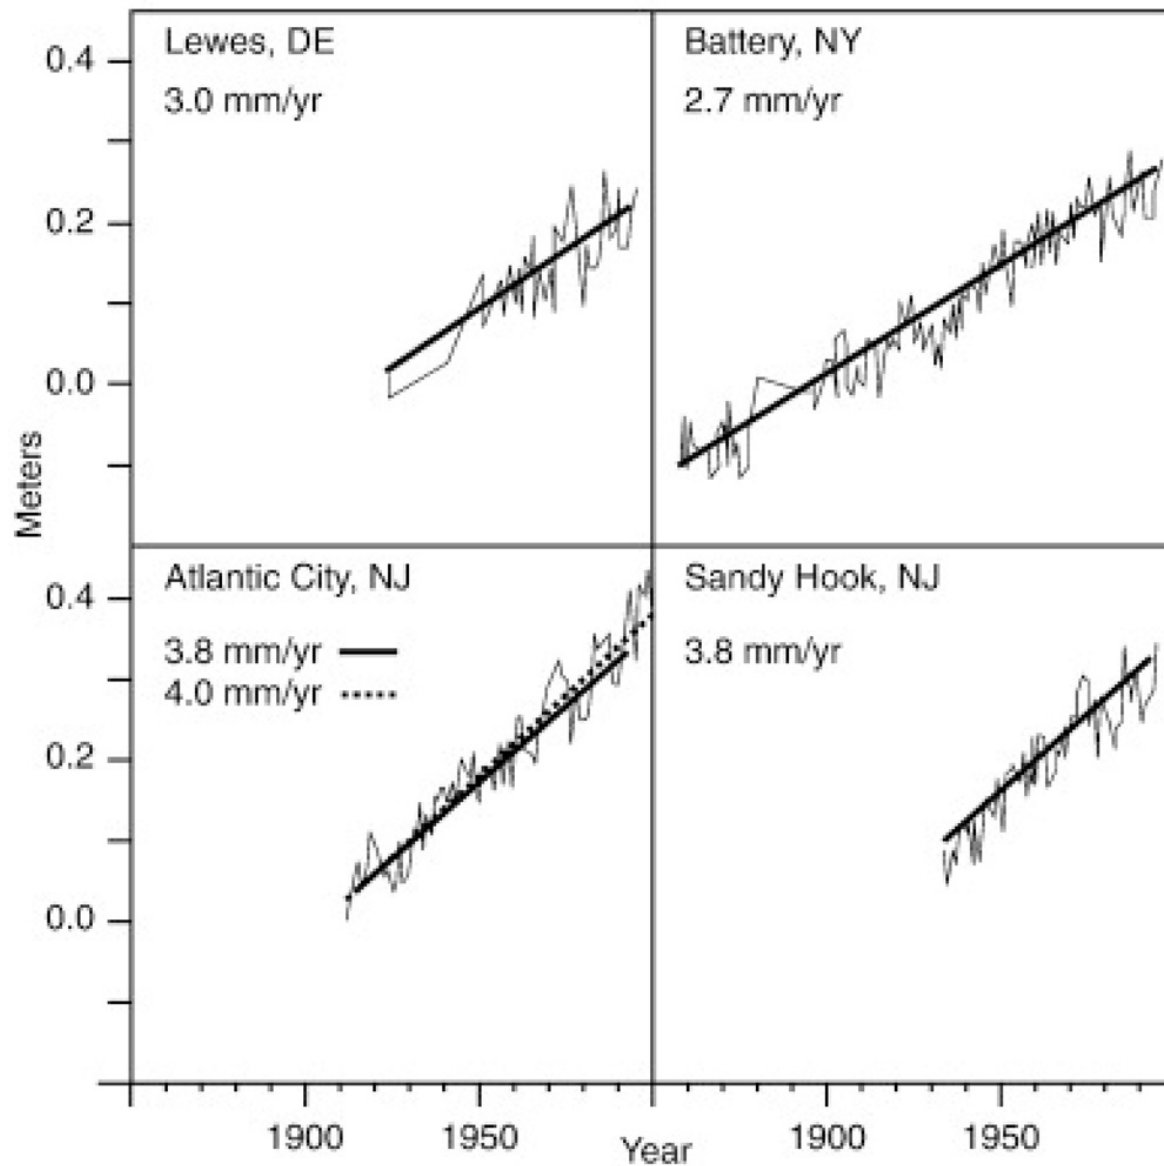 Lewes, DE
3.0 mm/yr
Battery, NY
2.7 mm/yr
0.4
0.2
0.0
Meters
Atlantic City, NJ
3.8 mm/yr
4.0 mm/yr
Sandy Hook, NJ
3.8 mm/yr
0.4
0.2
0.0
1900 1950
1900 1950
Year